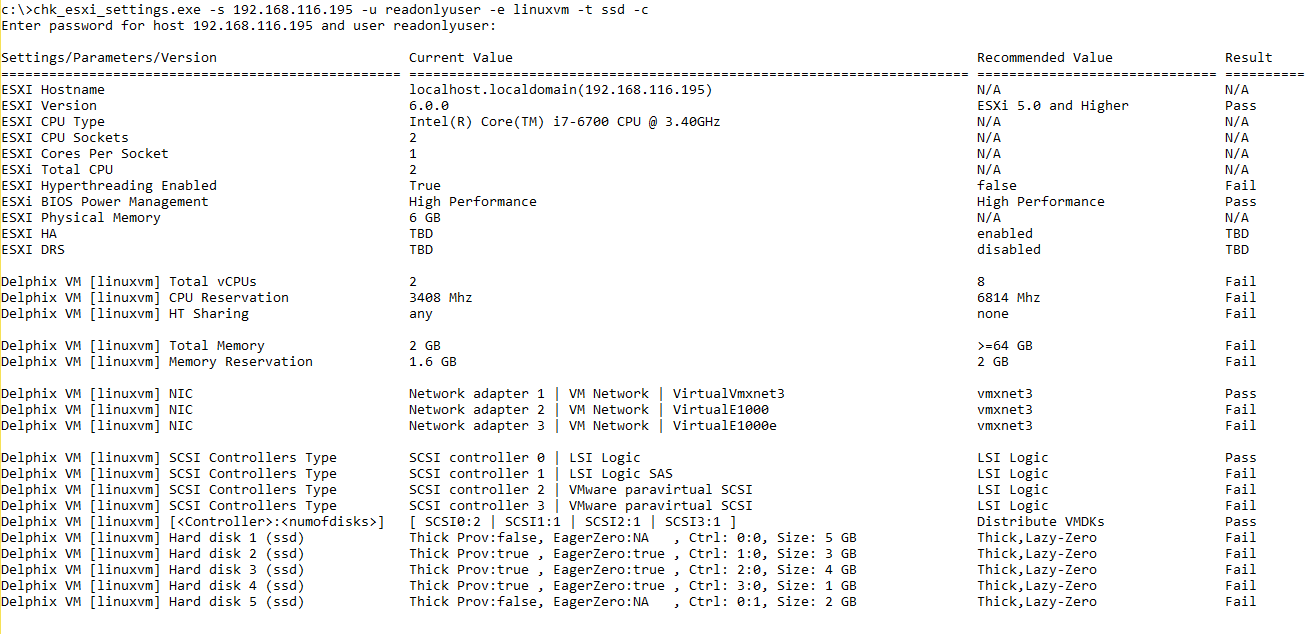 c:\>chk_esxi_settings.exe -s 192.168.116.195 -u readonlyuser -e linuxvm -t ssd -c
Enter password for host 192.168.116.195 and user readonlyuser:
Settings/Parameters/Version Current Value Recommended Value Result
================================================== ====================================================================== ============================== ==========
ESXI Hostname localhost.localdomain(192.168.116.195) N/A N/A
ESXI Version 6.0.0 ESXi 5.0 and Higher Pass
ESXI CPU Type Intel(R) Core(TM) i7-6700 CPU @ 3.40GHz N/A N/A
ESXI CPU Sockets 2 N/A N/A
ESXI Cores Per Socket 1 N/A N/A
ESXi Total CPU 2 N/A N/A
ESXI Hyperthreading Enabled True false Fail
ESXi BIOS Power Management High Performance High Performance Pass
ESXI Physical Memory 6 GB N/A N/A
ESXI HA TBD enabled TBD
ESXI DRS TBD disabled TBD
Delphix VM [linuxvm] Total vCPUs 2 8 Fail
Delphix VM [linuxvm] CPU Reservation 3408 Mhz 6814 Mhz Fail
Delphix VM [linuxvm] HT Sharing any none Fail
Delphix VM [linuxvm] Total Memory 2 GB >=64 GB Fail
Delphix VM [linuxvm] Memory Reservation 1.6 GB 2 GB Fail
Delphix VM [linuxvm] NIC Network adapter 1 | VM Network | VirtualVmxnet3 vmxnet3 Pass
Delphix VM [linuxvm] NIC Network adapter 2 | VM Network | VirtualE1000 vmxnet3 Fail
Delphix VM [linuxvm] NIC Network adapter 3 | VM Network | VirtualE1000e vmxnet3 Fail
Delphix VM [linuxvm] SCSI Controllers Type SCSI controller 0 | LSI Logic LSI Logic Pass
Delphix VM [linuxvm] SCSI Controllers Type SCSI controller 1 | LSI Logic SAS LSI Logic Fail
Delphix VM [linuxvm] SCSI Controllers Type SCSI controller 2 | VMware paravirtual SCSI LSI Logic Fail
Delphix VM [linuxvm] SCSI Controllers Type SCSI controller 3 | VMware paravirtual SCSI LSI Logic Fail
Delphix VM [linuxvm] [<Controller>:<numofdisks>] [ SCSI0:2 | SCSI1:1 | SCSI2:1 | SCSI3:1 ] Distribute VMDKs Pass
Delphix VM [linuxvm] Hard disk 1 (ssd) Thick Prov:false, EagerZero:NA , Ctrl: 0:0, Size: 5 GB Thick,Lazy-Zero Fail
Delphix VM [linuxvm] Hard disk 2 (ssd) Thick Prov:true , EagerZero:true , Ctrl: 1:0, Size: 3 GB Thick,Lazy-Zero Fail
Delphix VM [linuxvm] Hard disk 3 (ssd) Thick Prov:true , EagerZero:true , Ctrl: 2:0, Size: 4 GB Thick,Lazy-Zero Fail
Delphix VM [linuxvm] Hard disk 4 (ssd) Thick Prov:true , EagerZero:true , Ctrl: 3:0, Size: 1 GB Thick,Lazy-Zero Fail
Delphix VM [linuxvm] Hard disk 5 (ssd) Thick Prov:false, EagerZero:NA , Ctrl: 0:1, Size: 2 GB Thick,Lazy-Zero Fail